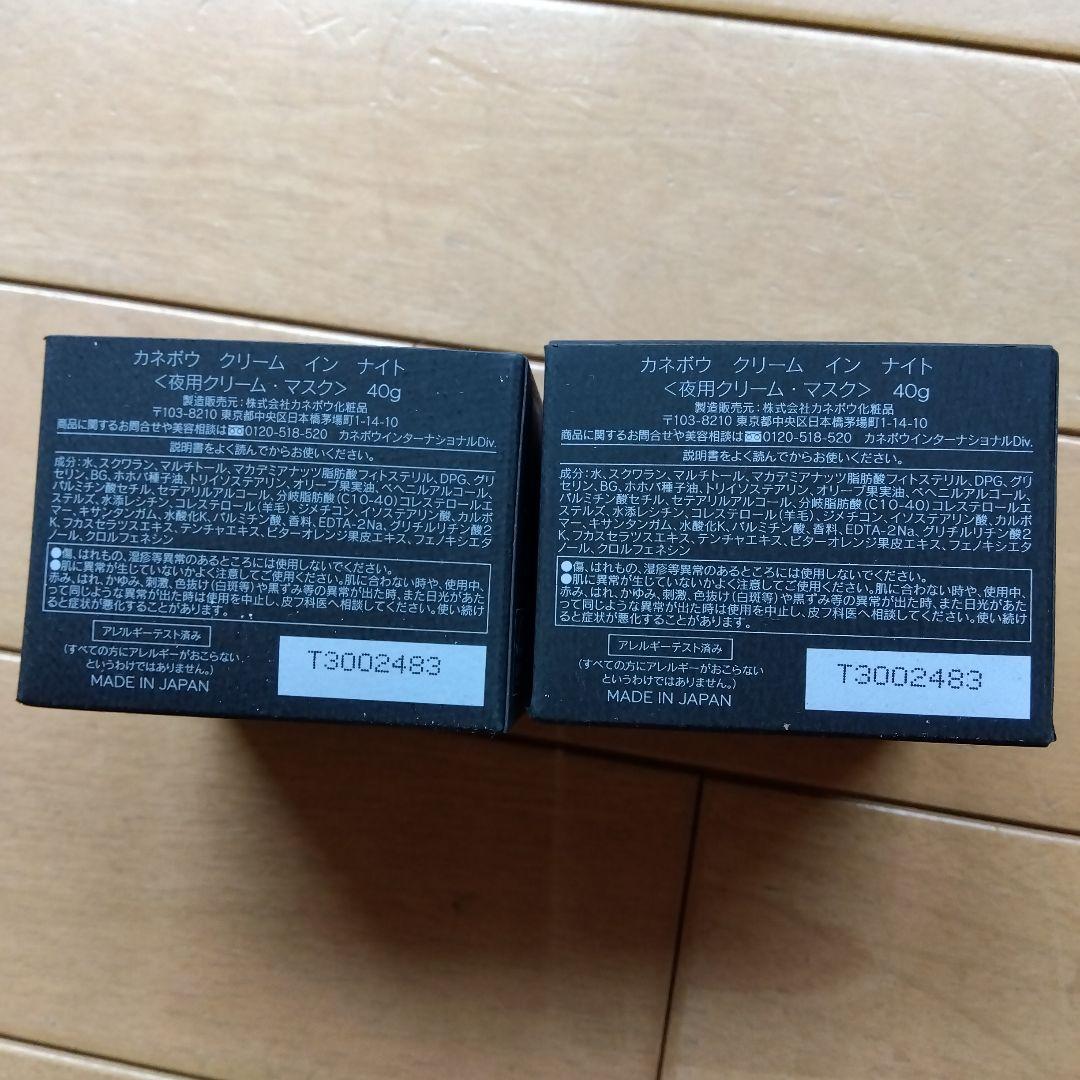 カネボウ クリーム イン ナイト
<夜用クリーム・マスク> 40g
製造販売元:株式会社カネボウ化粧品
〒103-8210 東京都中央区日本橋茅場町1-14-10
商品に関するお問合せや美容相談は 0120-518-520 カネボウインターナショナルDiv.
説明書をよく読んでからお使いください。
成分:水、スクワラン、マルチトール、マカデミアナッツ脂肪酸フィトステリル、DPG、グリ
セリン、BG、ホホバ種子油、トリイソステアリン、オリーブ果実油、ベヘニルアルコール、
パルミチン酸セチル、セテアリルアルコール、分岐脂肪酸(C10-40)コレステロールエ
ステルズ、水添レシチン、コレステロール(羊毛)、ジメチコン、イソステアリン酸、カルボ
マー、キサンタンガム、水酸化K、パルミチン酸、香料、EDTA-2Na、グリチルリチン酸2
K、フカスセラツスエキス、テンチャエキス、ビターオレンジ果皮エキス、フェノキシエタ
ノール、クロルフェネシン
●傷、はれもの、湿疹等異常のあるところには使用しないでください。
●肌に異常が生じていないかよく注意してご使用ください。肌に合わない時や、使用中、
赤み、はれ、かゆみ、刺激、色抜け(白斑等)や黒ずみ等の異常が出た時、また日光があた
って同じような異常が出た時は使用を中止し、皮フ科医へ相談してください。使い続け
ると症状が悪化することがあります。
アレルギーテスト済み
(すべての方にアレルギーがおこらない
というわけではありません。)
MADE IN JAPAN
T3002483
カネボウ クリーム イン ナイト
<夜用クリーム・マスク> 40g
製造販売元:株式会社カネボウ化粧品
〒103-8210 東京都中央区日本橋茅場町1-14-10
商品に関するお問合せや美容相談は 0120-518-520 カネボウインターナショナルDiv.
説明書をよく読んでからお使いください。
成分:水、スクワラン、マルチトール、マカデミアナッツ脂肪酸フィトステリル、DPG、グリ
セリン、BG、ホホバ種子油、トリイソステアリン、オリーブ果実油、ベヘニルアルコール、
パルミチン酸セチル、セテアリルアルコール、分岐脂肪酸(C10-40)コレステロールエ
ステルズ、水添レシチン、コレステロール(羊毛)、ジメチコン、イソステアリン酸、カルボ
マー、キサンタンガム、水酸化K、パルミチン酸、香料、EDTA-2Na、グリチルリチン酸2
K、フカスセラツスエキス、テンチャエキス、ビターオレンジ果皮エキス、フェノキシエタ
ノール、クロルフェネシン
●傷、はれもの、湿疹等異常のあるところには使用しないでください。
●肌に異常が生じていないかよく注意してご使用ください。肌に合わない時や、使用中、
赤み、はれ、かゆみ、刺激、色抜け(白斑等)や黒ずみ等の異常が出た時、また日光があた
って同じような異常が出た時は使用を中止し、皮フ科医へ相談してください。使い続け
ると症状が悪化することがあります。
アレルギーテスト済み
(すべての方にアレルギーがおこらない
というわけではありません。)
MADE IN JAPAN
T3002483